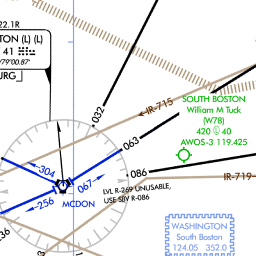 22.1R
TON (L) (L)
41
79°00.87'
URG
032
IR-715
SOUTH BOSTON
William M Tuck
(W78)
420 40
AWOS-3 119.425
063
304
067
086
IR-719
LVL R-269 UNUSABLE,
USE SBV R-086
256
MCDON
236
WASHINGTON
South Boston
124.05 352.0